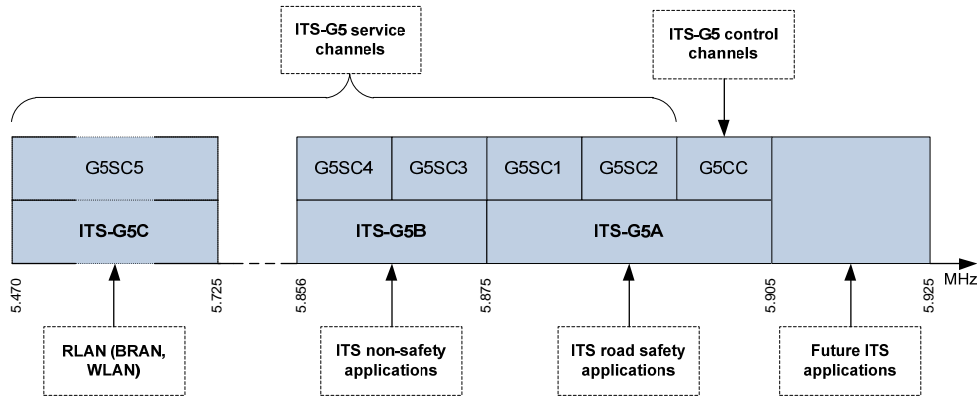 ITS-G5 service
channels
ITS-G5 control
channels
G5SC5
G5SC4
G5SC3
G5SC1
G5SC2
G5CC
ITS-G5C
ITS-G5B
ITS-G5A
MHz
5.470
5.725
5.856
5.875
5.905
5.925
RLAN (BRAN,
WLAN)
ITS non-safety
applications
ITS road safety
applications
Future ITS
applications